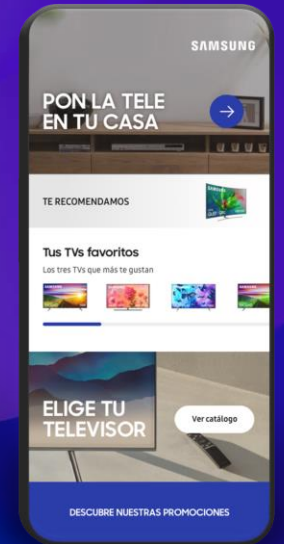 SAMSUNG
PON LA TELE
EN TU CASA
TE RECOMENDAMOS
Tus TVs favoritos
Los tres TVs que más te gustan
ELIGE TU
TELEVISOR
Ver catálogo
DESCUBRE NUESTRAS PROMOCIONES